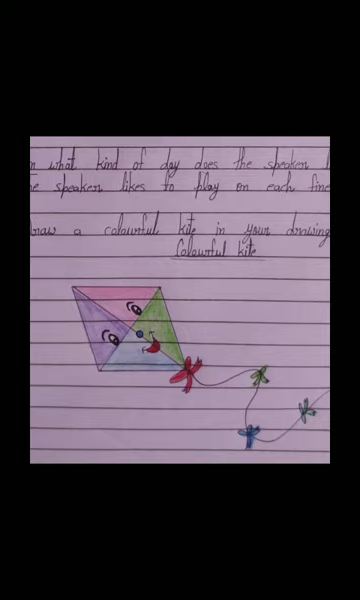 what kind of day does the speaker
speaker likes to play on each fine
draw a colourful kite in your drawing
Colourful kite